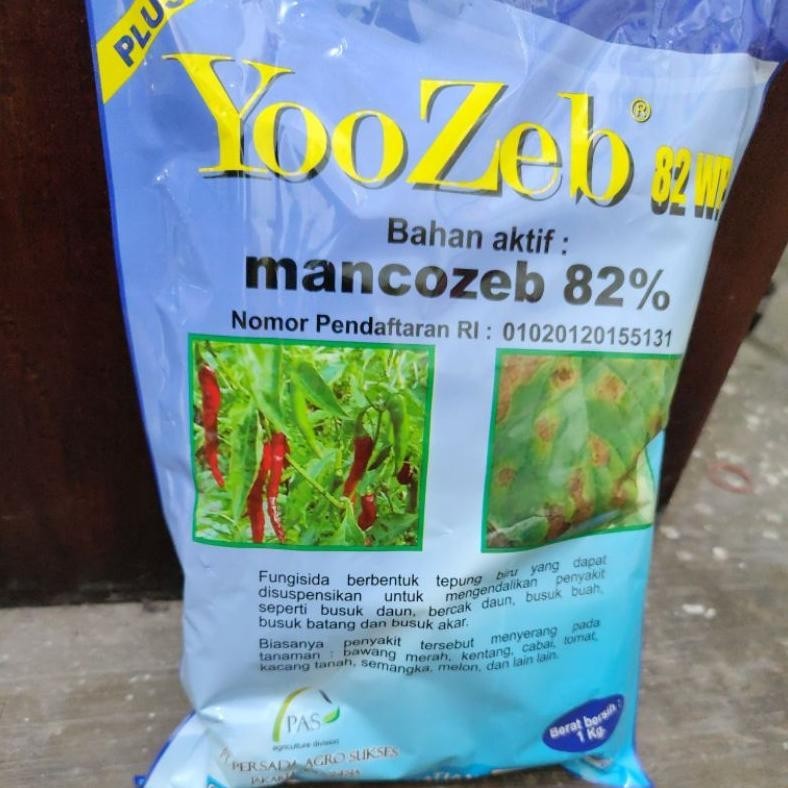 PLUS
YooZeb®
82 WP
Bahan aktif :
mancozeb 82%
Nomor Pendaftaran RI : 01020120155131
Fungisida berbentuk tepung biru yang dapat
disuspensikan untuk mengendalikan penyakit
seperti busuk daun, bercak daun, busuk buah,
busuk batang dan busuk akar.
Biasanya penyakit tersebut menyerang pada
tanaman : bawang merah, kentang, cabai, tomat,
kacang tanah, semangka, melon, dan lain lain.
PAS
agriculture division
PERSADA AGRO SUKSES
JAKARTA
Berat bersih :
1 Kg.